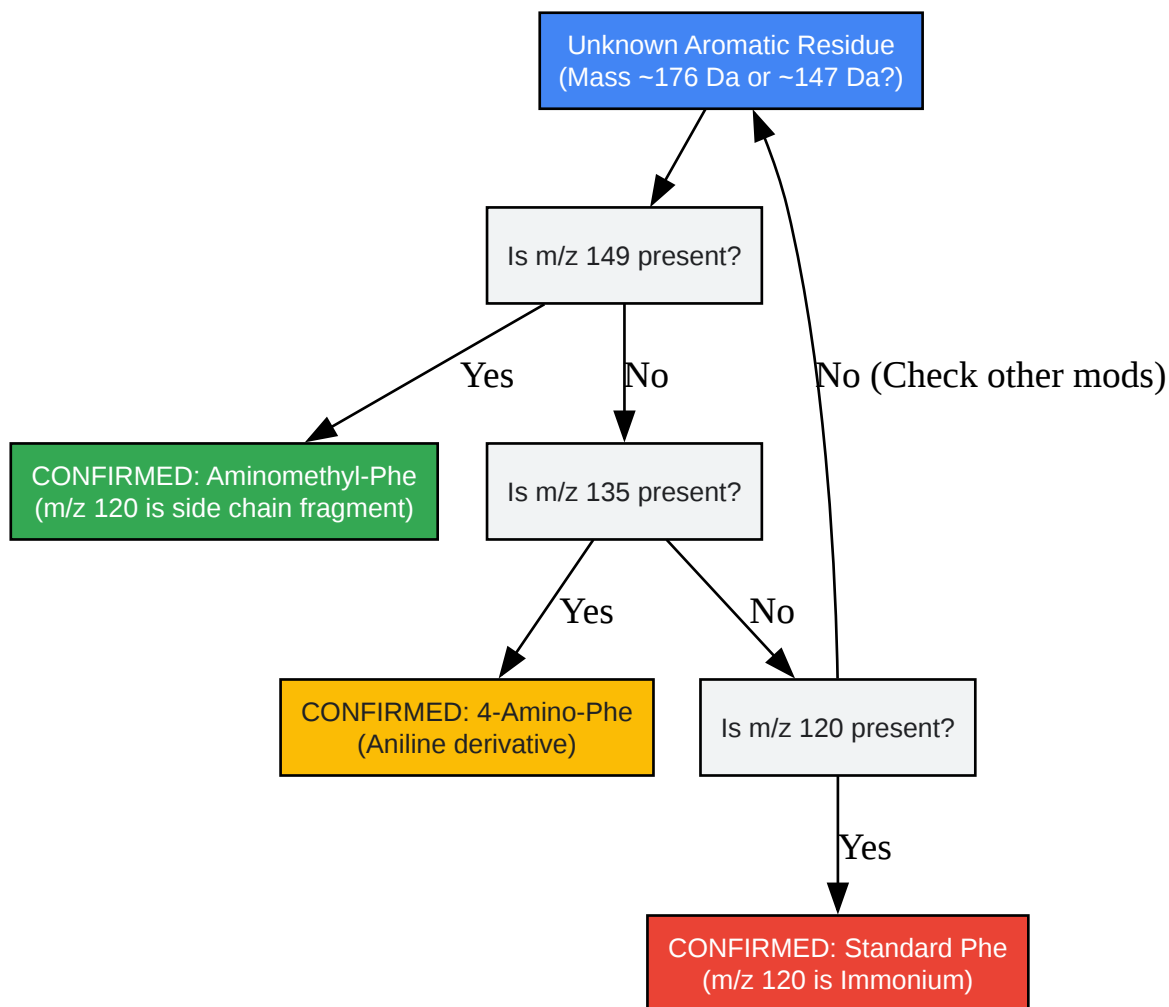 Unknown Aromatic Residue
(Mass ~176 Da or ~147 Da?)
Is m/z 149 present?
Yes
No
No (Check other mods)
CONFIRMED: Aminomethyl-Phe
(m/z 120 is side chain fragment)
Is m/z 135 present?
Yes
No
CONFIRMED: 4-Amino-Phe
(Aniline derivative)
Is m/z 120 present?
Yes
CONFIRMED: Standard Phe
(m/z 120 is Immonium)